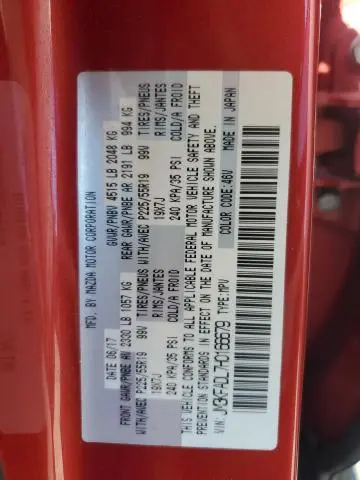 MFD. BY MAZDA MOTOR CORPORATION
DATE 06/17 GVWR/PNBV 4515 LB 2048 KG
FRONT GAWR/PNBE AV 2330 LB 1057 KG REAR GAWR/PNBE AR 2191 LB 994 KG
WITH/AVEC P225/55R19 99V TIRES/PNEUS WITH/AVEC P225/55R19 99V TIRES/PNEUS
19X7J RIMS/JANTES 19X7J RIMS/JANTES
240 KPA/35 PSI COLD/A FROID 240 KPA/35 PSI COLD/A FROID
THIS VEHICLE CONFORMS TO ALL APPLICABLE FEDERAL MOTOR VEHICLE SAFETY AND THEFT
PREVENTION STANDARDS IN EFFECT ON THE DATE OF MANUFACTURE SHOWN ABOVE.
JM3KFADL7H0166679 TYPE:MPV COLOR CODE:46V MADE IN JAPAN